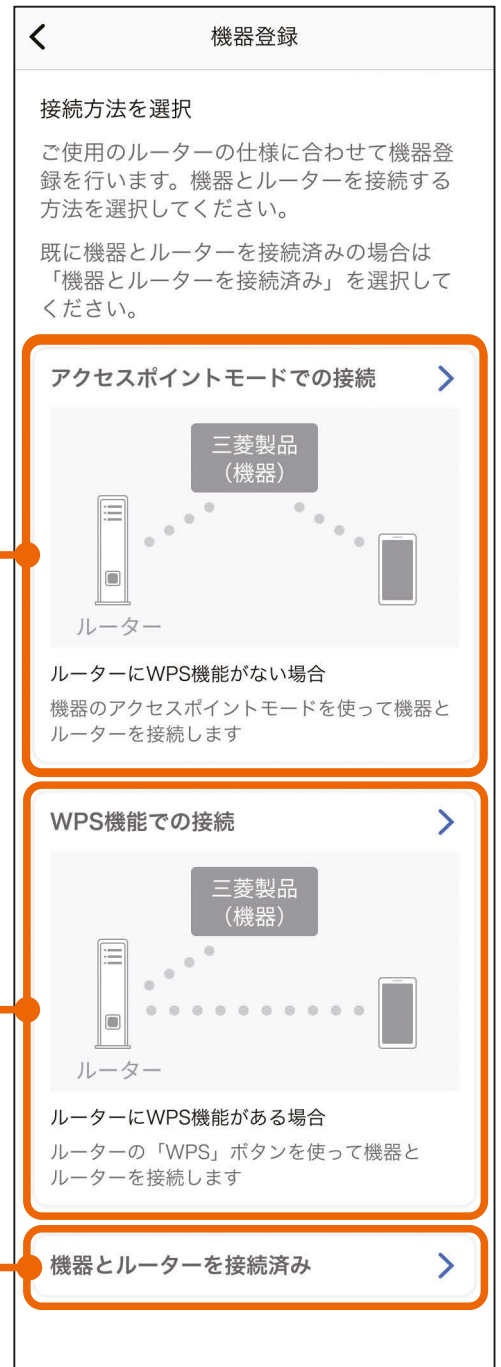 機器登録
接続方法を選択
ご使用のルーターの仕様に合わせて機器登
録を行います。機器とルーターを接続する
方法を選択してください。
既に機器とルーターを接続済みの場合は
「機器とルーターを接続済み」を選択して
ください。
アクセスポイントモードでの接続
三菱製品
（機器）
ルーター
ルーターにWPS機能がない場合
機器のアクセスポイントモードを使って機器と
ルーターを接続します
WPS機能での接続
三菱製品
（機器）
ルーター
ルーターにWPS機能がある場合
ルーターの「WPS」ボタンを使って機器と
ルーターを接続します
機器とルーターを接続済み